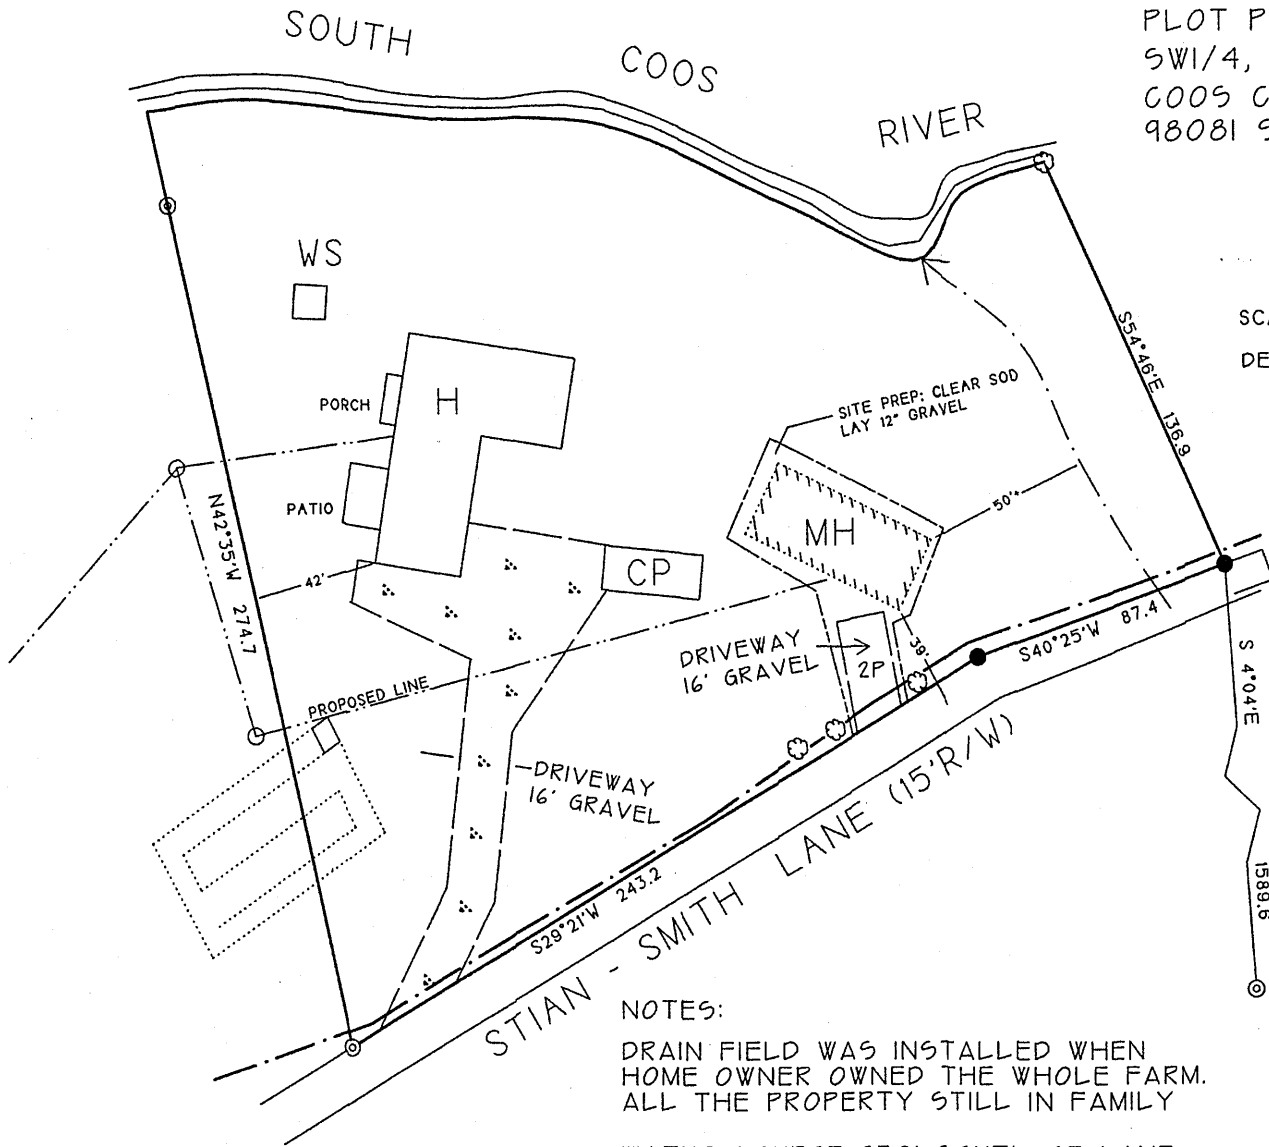 SOUTH COOS RIVER
PLOT P
SW1/4,
COOS C
98081 S
WS
SCA
DE
S54°46'E 136.9
PORCH
H
SITE PREP: CLEAR SOD
LAY 12" GRAVEL
PATIO
N42°35'W 274.7
42'
CP
MH
50'+
PROPOSED LINE
DRIVEWAY
16' GRAVEL
2P
39'
S40°25'W 87.4
S 4°04'E
1589.6
DRIVEWAY
16' GRAVEL
S29°21'W 243.2
STIAN - SMITH LANE (15'R/W)
NOTES:
DRAIN FIELD WAS INSTALLED WHEN
HOME OWNER OWNED THE WHOLE FARM.
ALL THE PROPERTY STILL IN FAMILY